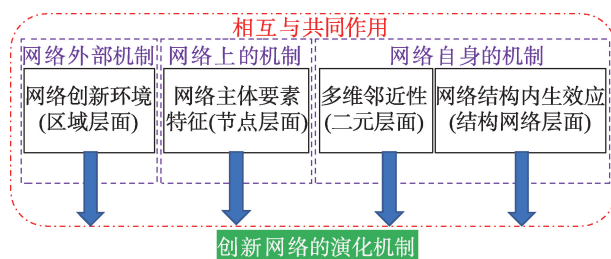 相互与共同作用
网络外部机制
网络上的机制
网络自身的机制
网络创新环境
(区域层面)
网络主体要素
特征(节点层面)
多维邻近性
(二元层面)
网络结构内生效应
(结构网络层面)
创新网络的演化机制